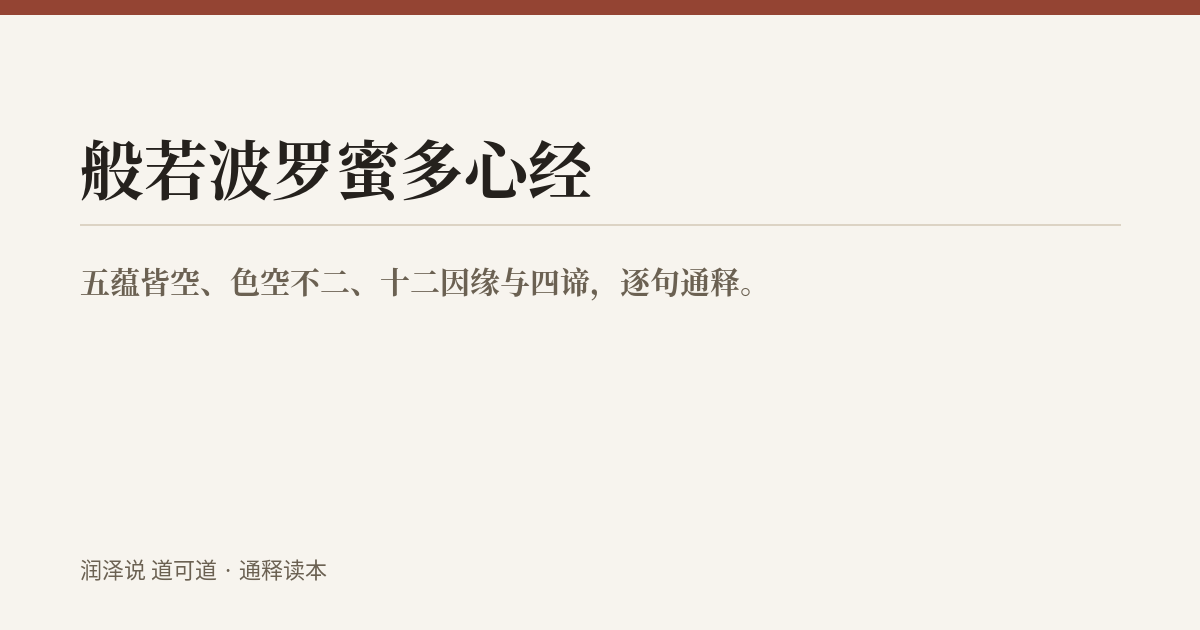 般若波罗蜜多心经
五蕴皆空、色空不二、十二因缘与四谛，逐句通释。
润泽说 道可道 · 通释读本